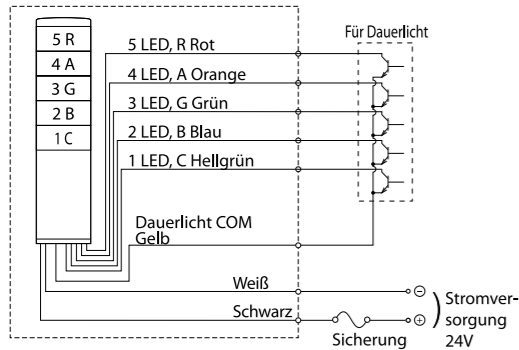 Für Dauerlicht
5 R
4 A
3 G
2 B
1 C
5 LED, R Rot
4 LED, A Orange
3 LED, G Grün
2 LED, B Blau
1 LED, C Hellgrün
Dauerlicht COM
Gelb
Weiß
Schwarz
Sicherung
⊖
⊕
Stromver-
sorgung
24V